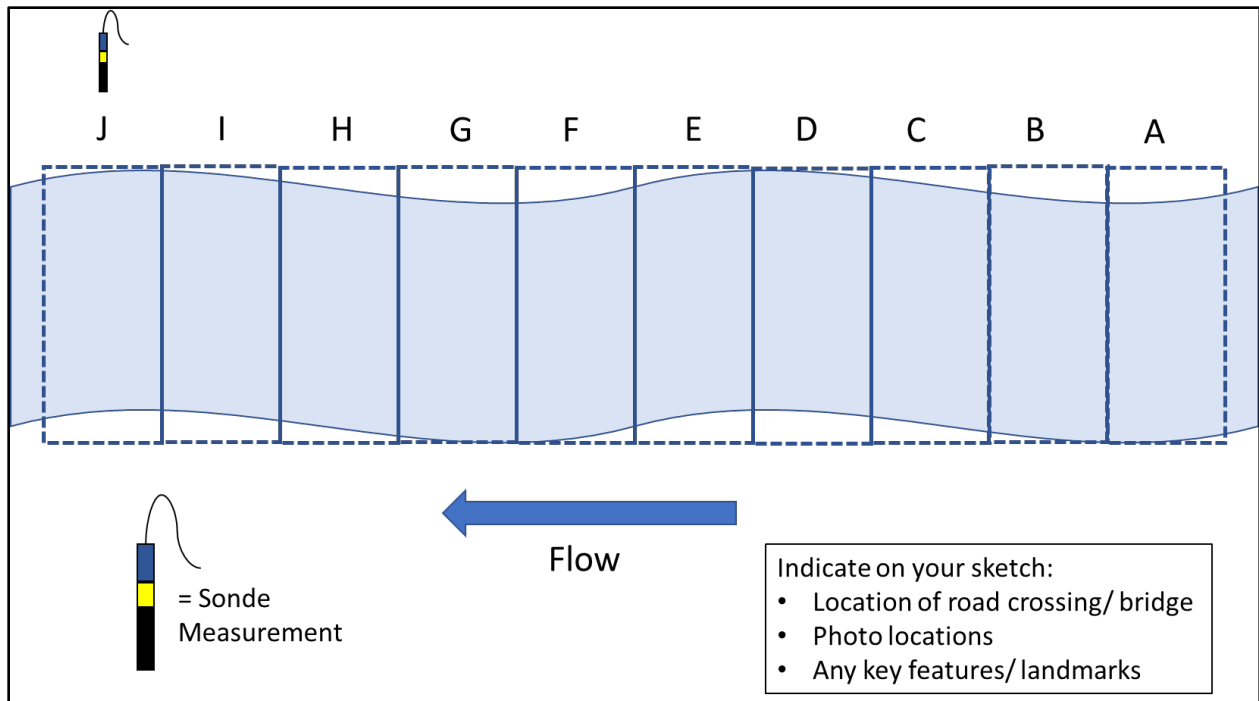 J I H G F E D C B A
Flow
= Sonde
Measurement
Indicate on your sketch:
• Location of road crossing/ bridge
• Photo locations
• Any key features/ landmarks